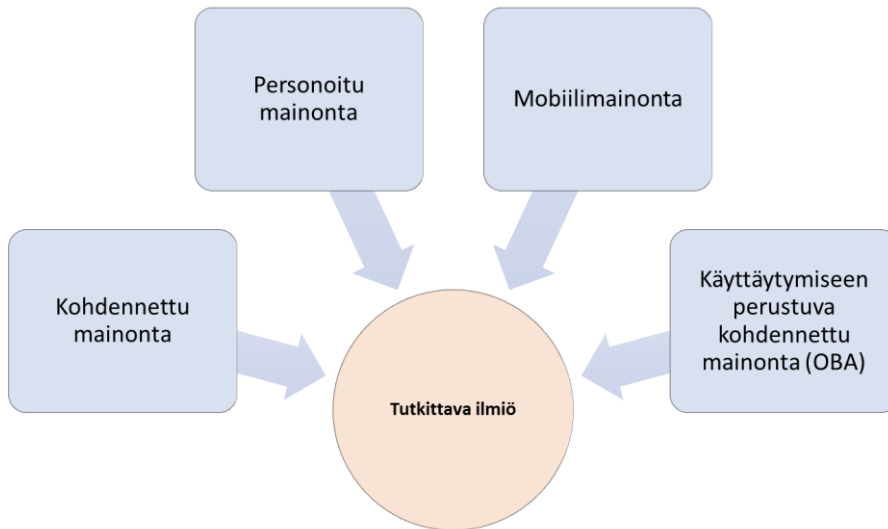 Personoitu
mainonta
Mobiilimainonta
Kohdennettu
mainonta
Käyttäytymiseen
perustuva
kohdennettu
mainonta (OBA)
Tutkittava ilmiö